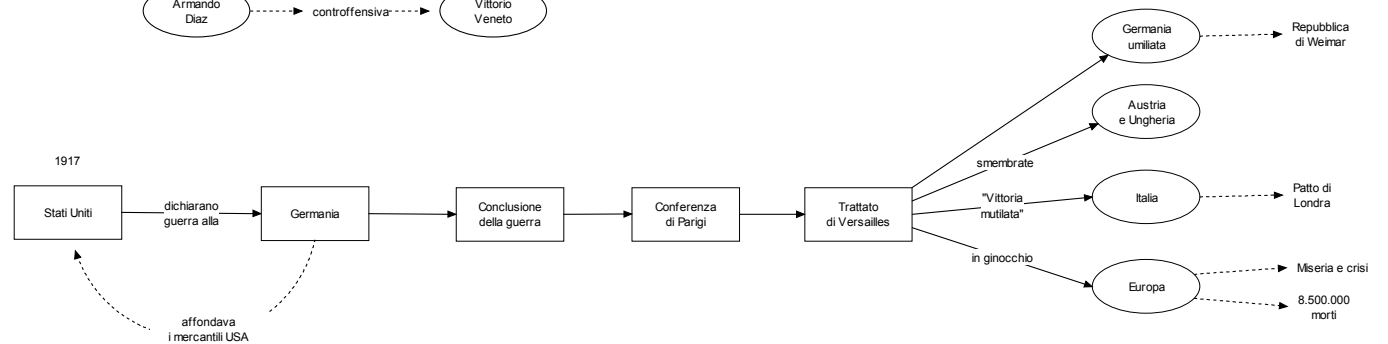 Armando
Diaz
controffensiva
Vittorio
Veneto
Germania
umiliata
Repubblica
di Weimar
Austria
e Ungheria
smembrate
1917
Stati Uniti
dichiarano
guerra alla
Germania
Conclusione
della guerra
Conferenza
di Parigi
Trattato
di Versailles
"Vittoria
mutilata"
Italia
Patto di
Londra
in ginocchio
Europa
Miseria e crisi
8.500.000
morti
affondava
i mercantili USA